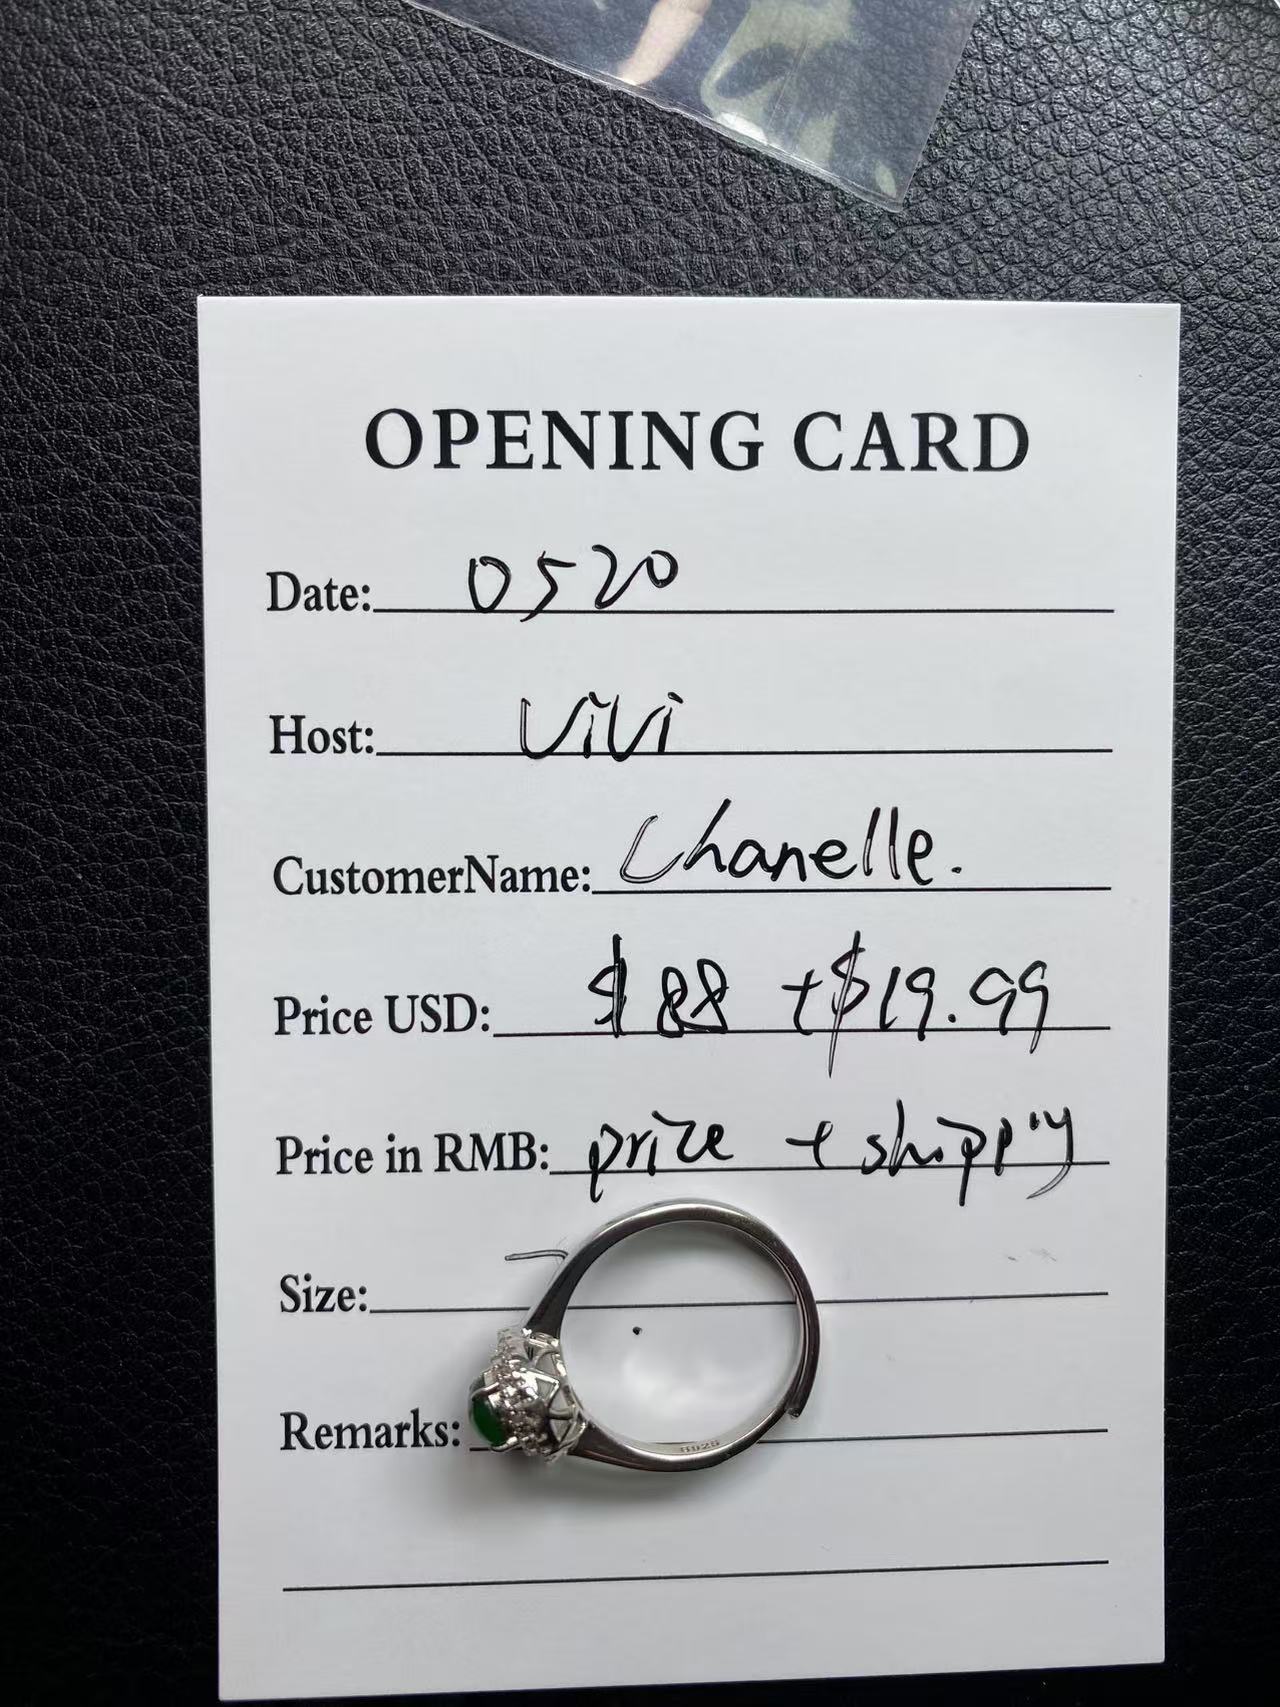 OPENING CARD
Date: 0520
Host: ViVi
CustomerName: Chanelle.
Price USD: $88 + $19.99
Price in RMB: price + shipping
Size:
Remarks: